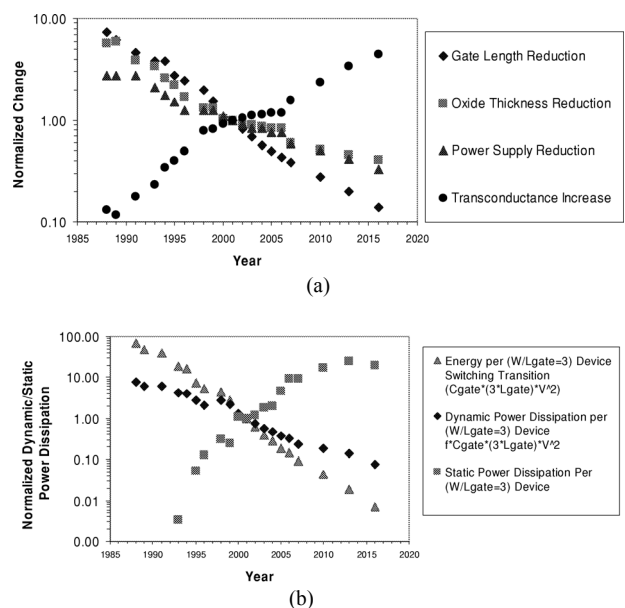 10.00
1.00
0.10
Normalized Change
1985
1990
1995
2000
2005
2010
2015
2020
Year
Gate Length Reduction
Oxide Thickness Reduction
Power Supply Reduction
Transconductance Increase
(a)
100.00
10.00
1.00
0.10
0.01
0.00
Normalized Dynamic/Static
Power Dissipation
1985
1990
1995
2000
2005
2010
2015
2020
Year
Energy per (W/Lgate=3) Device
Switching Transition
(Cgate*(3*Lgate)*V^2)
Dynamic Power Dissipation per
(W/Lgate=3) Device
f*Cgate*(3*Lgate)*V^2
Static Power Dissipation Per
(W/Lgate=3) Device
(b)